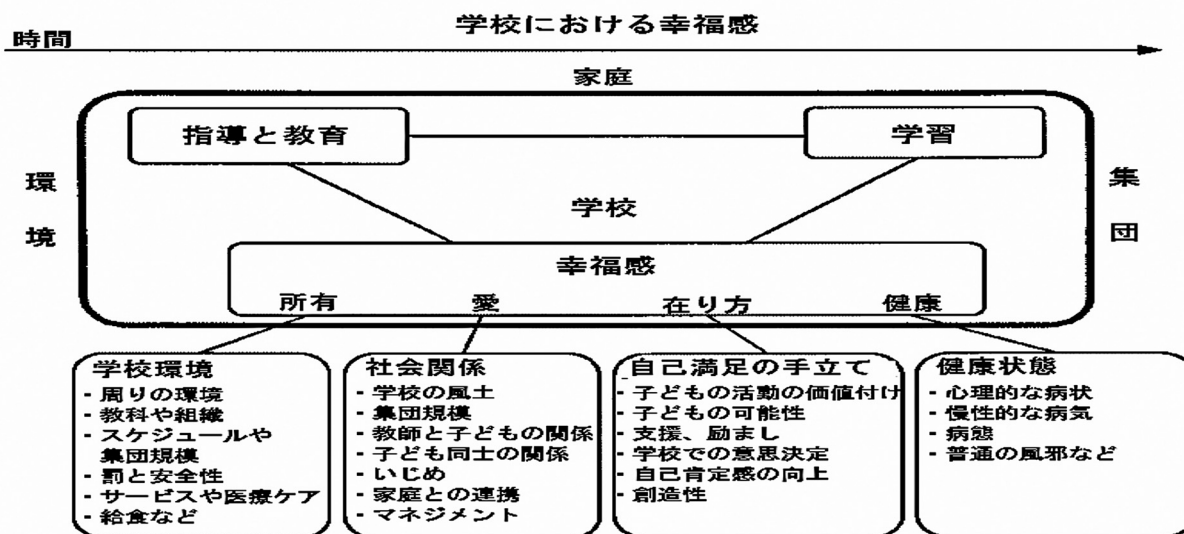 学校における幸福感
時間
家庭
指導と教育
学習
環境
集団
学校
幸福感
所有
愛
在り方
健康
学校環境
- 周りの環境
- 教科や組織
- スケジュールや
集団規模
- 罰と安全性
- サービスや医療ケア
- 給食など
社会関係
- 学校の風土
- 集団規模
- 教師と子どもの関係
- 子ども同士の関係
- いじめ
- 家庭との連携
- マネジメント
自己満足の手立て
- 子どもの活動の価値付け
- 子どもの可能性
- 支援、励まし
- 学校での意思決定
- 自己肯定感の向上
- 創造性
健康状態
- 心理的な病状
- 慢性的な病気
- 病態
- 普通の風邪など